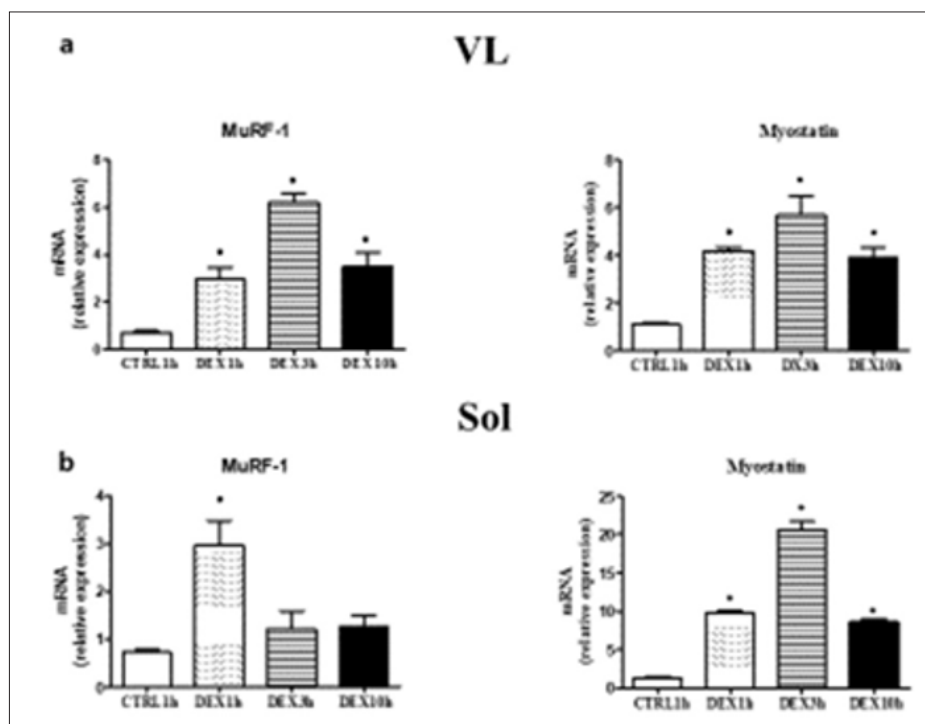 a
VL
MuRF-1
mRNA
(relative expression)
8
6
4
2
0
CTRL1h DEX1h DEX3h DEX10h
Myostatin
mRNA
(relative expression)
8
6
4
2
0
CTRL1h DEX1h DX3h DEX10h
Sol
b
MuRF-1
mRNA
(relative expression)
4
3
2
1
0
CTRL1h DEX1h DEX3h DEX10h
Myostatin
mRNA
(relative expression)
25
20
15
10
5
0
CTRL1h DEX1h DEX3h DEX10h